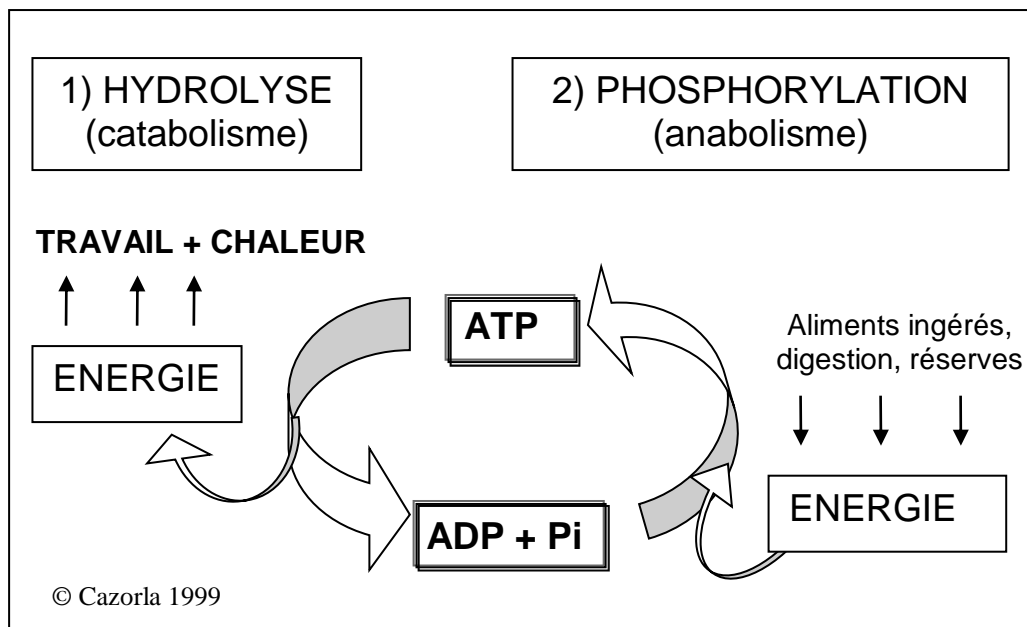 1) HYDROLYSE
(catabolisme)
2) PHOSPHORYLATION
(anabolisme)
TRAVAIL + CHALEUR
ENERGIE
ATP
Aliments ingérés,
digestion, réserves
ENERGIE
ADP + Pi
© Cazorla 1999